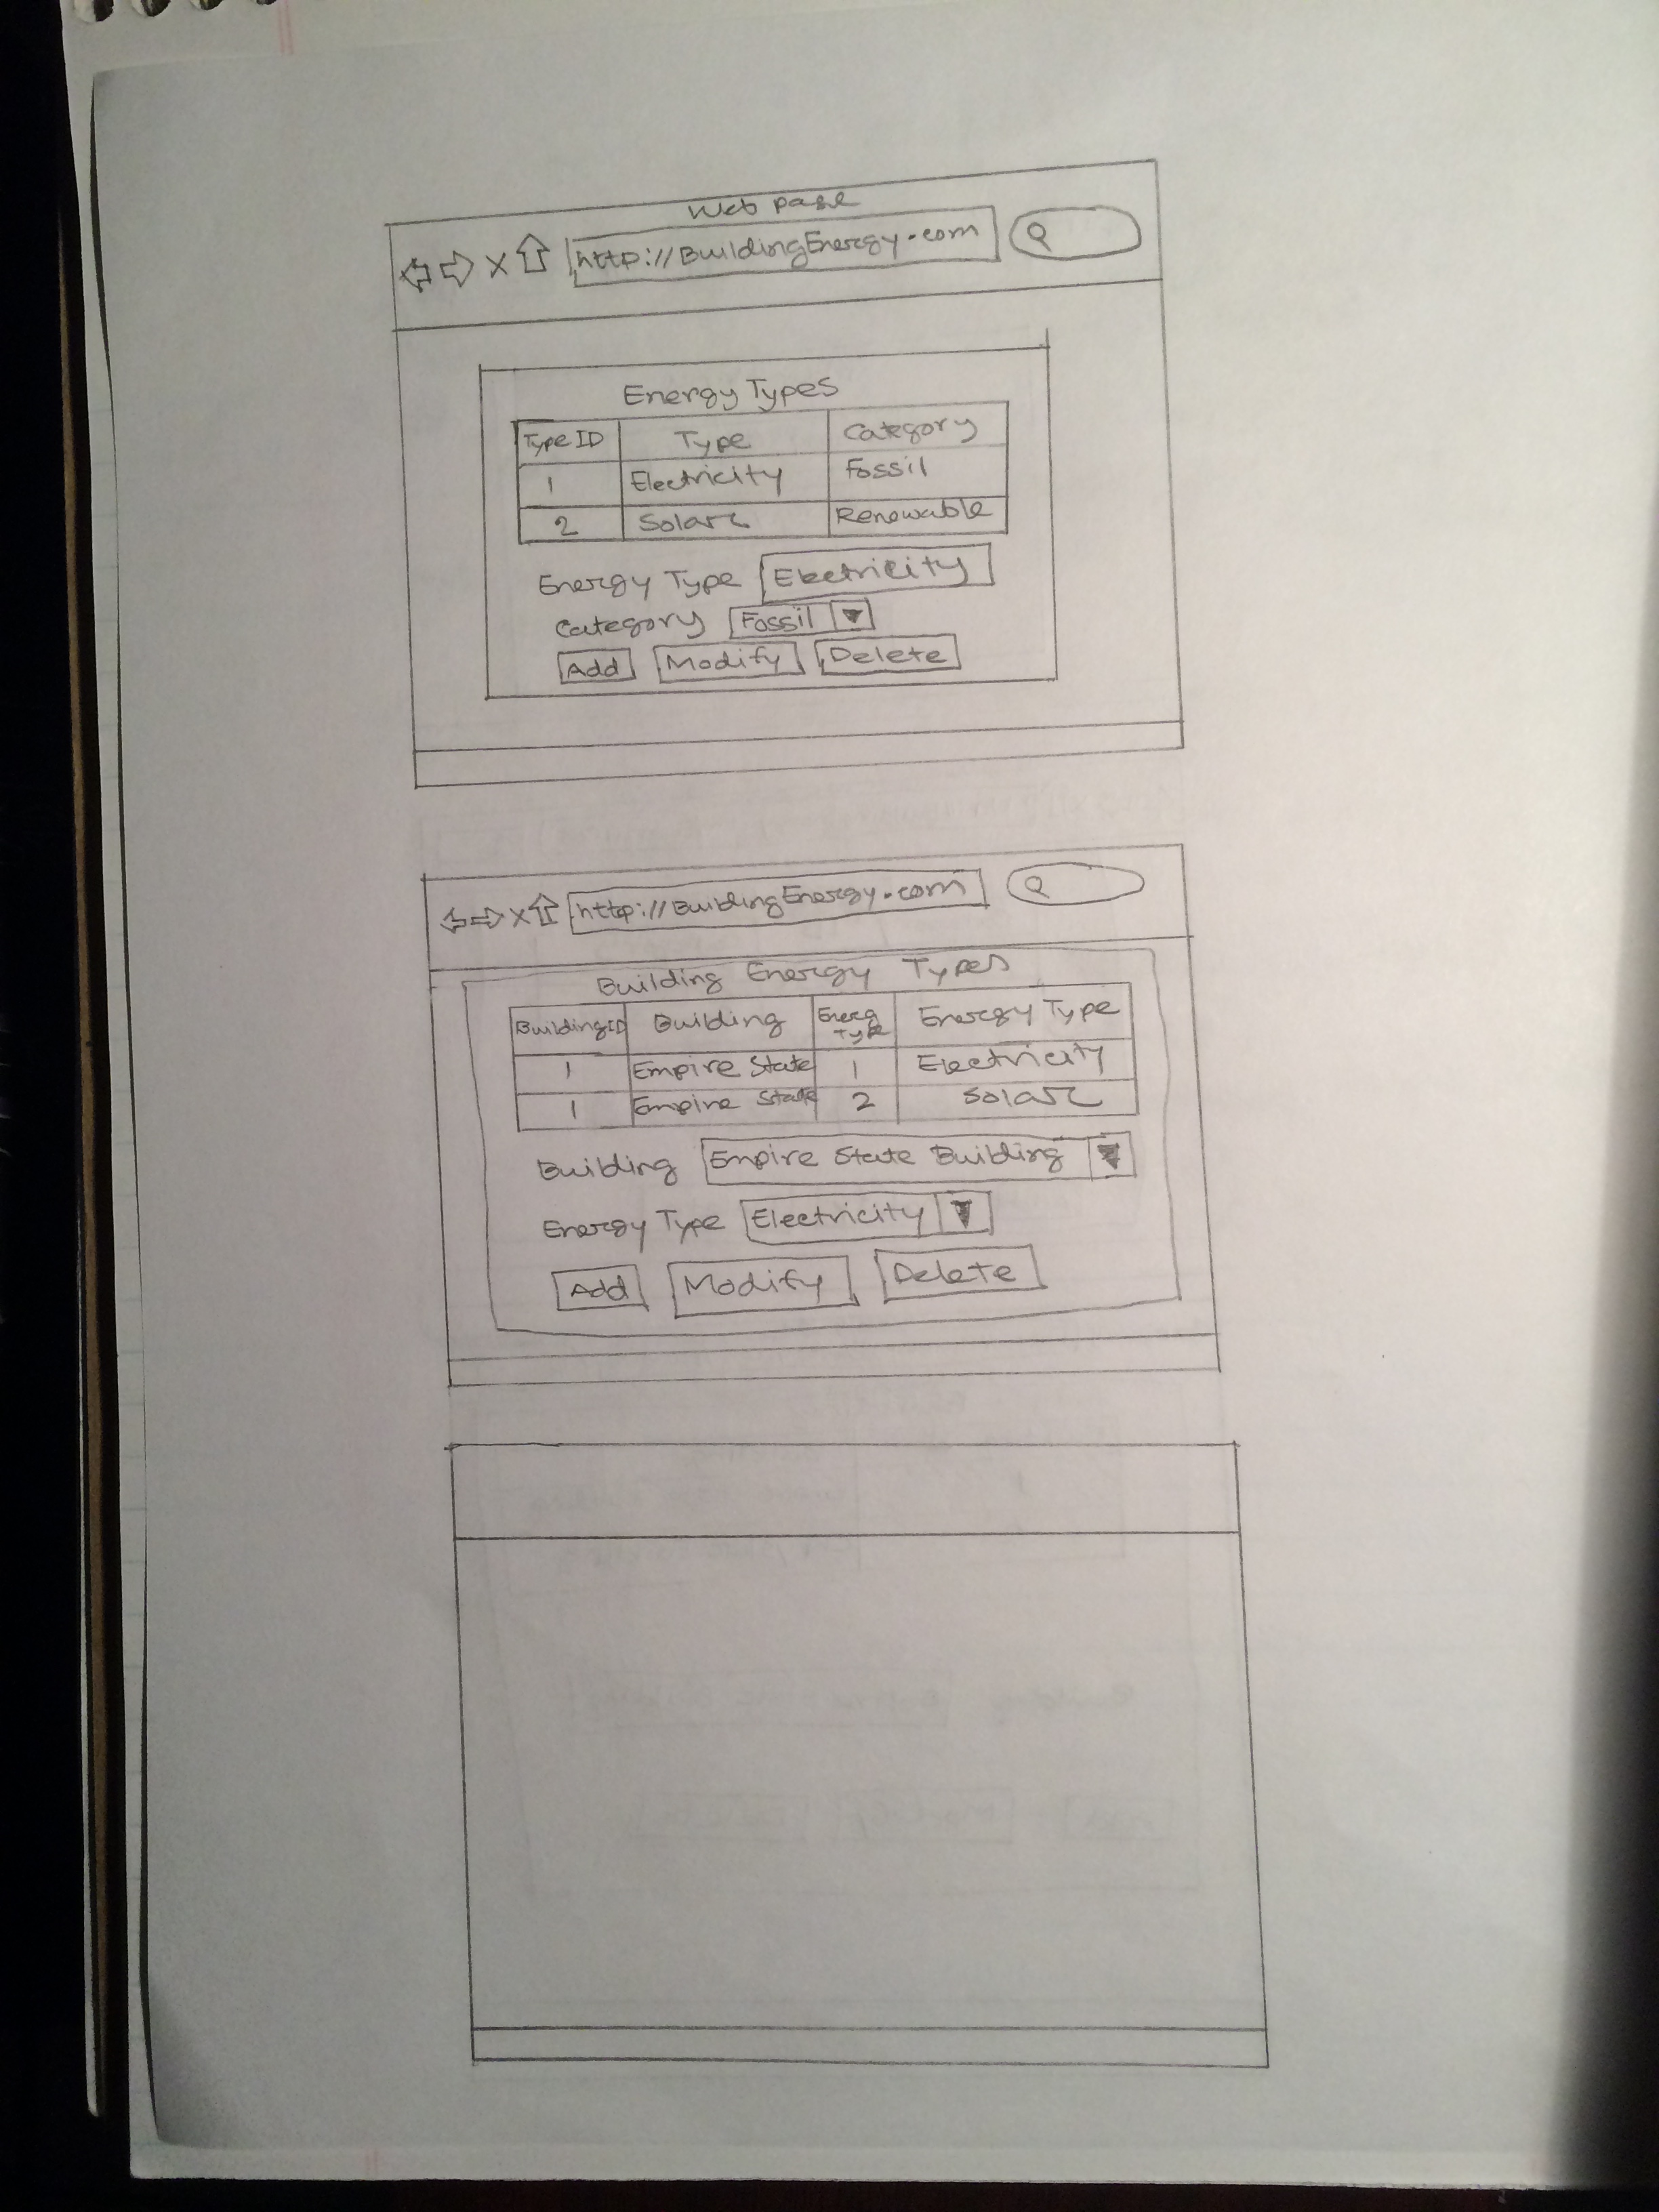 Web page
http://BuildingEnergy.com
Energy Types
Type ID Type Category
1 Electricity Fossil
2 Solar Renewable
Energy Type Electricity
Category Fossil
Add Modify Delete
http://BuildingEnergy.com
Building Energy Types
BuildingID Building Energ Type Energy Type
1 Empire State 1 Electricity
1 Empire State 2 Solar
Building Empire State Building
Energy Type Electricity
Add Modify Delete